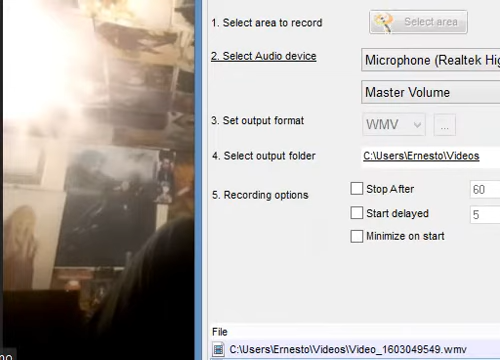 1. Select area to record
Select area
2. Select Audio device
Microphone (Realtek Hig
Master Volume
3. Set output format
WMV
...
4. Select output folder
C:\Users\Ernesto\Videos
5. Recording options
Stop After
60
Start delayed
5
Minimize on start
File
C:\Users\Ernesto\Videos\Video_1603049549.wmv